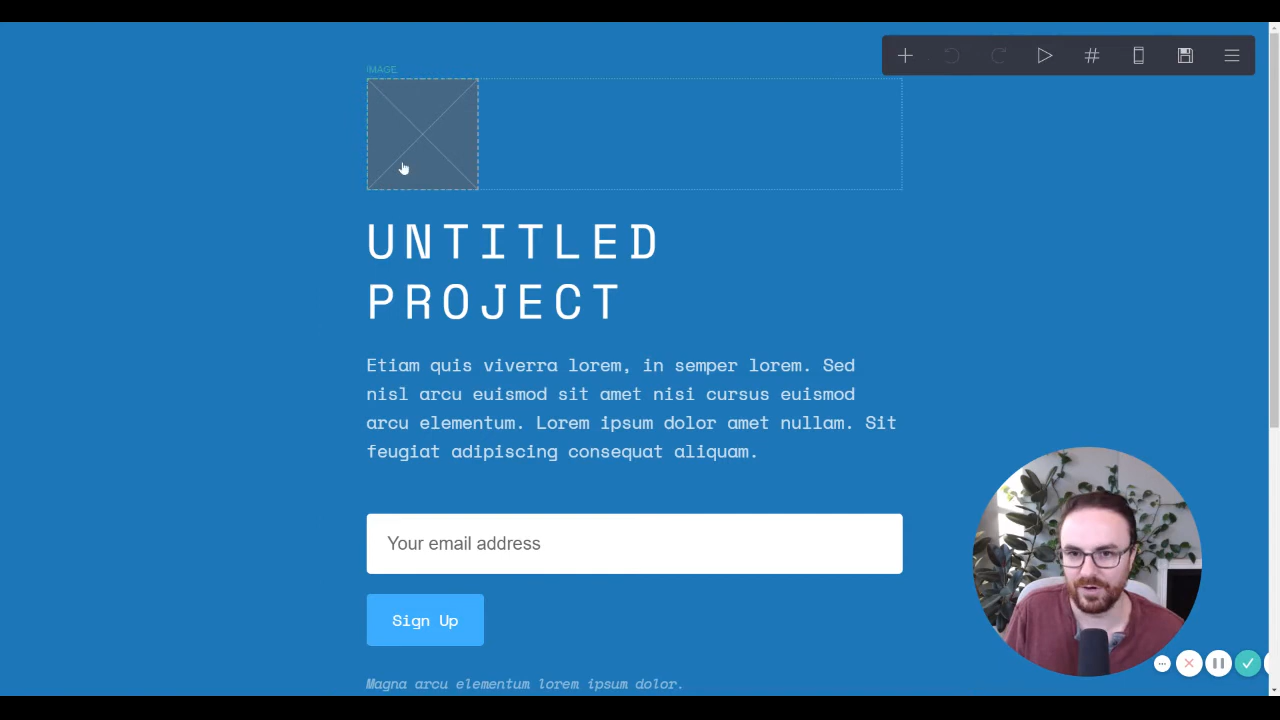 IMAGE
UNTITLED
PROJECT
Etiam quis viverra lorem, in semper lorem. Sed
nisl arcu euismod sit amet nisi cursus euismod
arcu elementum. Lorem ipsum dolor amet nullam. Sit
feugiat adipiscing consequat aliquam.
Your email address
Sign Up
Magna arcu elementum lorem ipsum dolor.